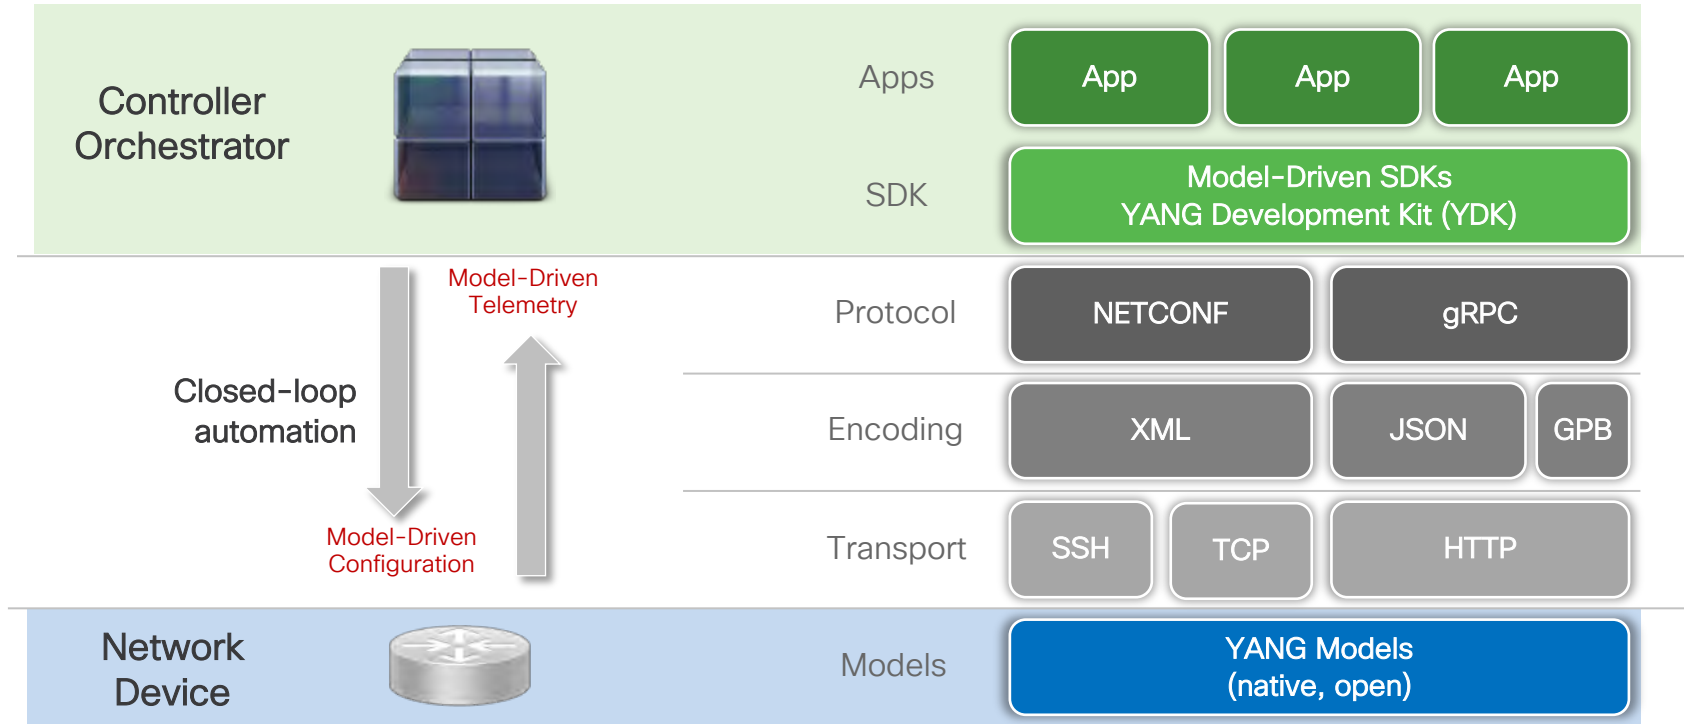 Controller
Orchestrator
Apps
App
App
App
SDK
Model-Driven SDKs
YANG Development Kit (YDK)
Model-Driven
Telemetry
Closed-loop
automation
Model-Driven
Configuration
Protocol
NETCONF
gRPC
Encoding
XML
JSON
GPB
Transport
SSH
TCP
HTTP
Network
Device
Models
YANG Models
(native, open)